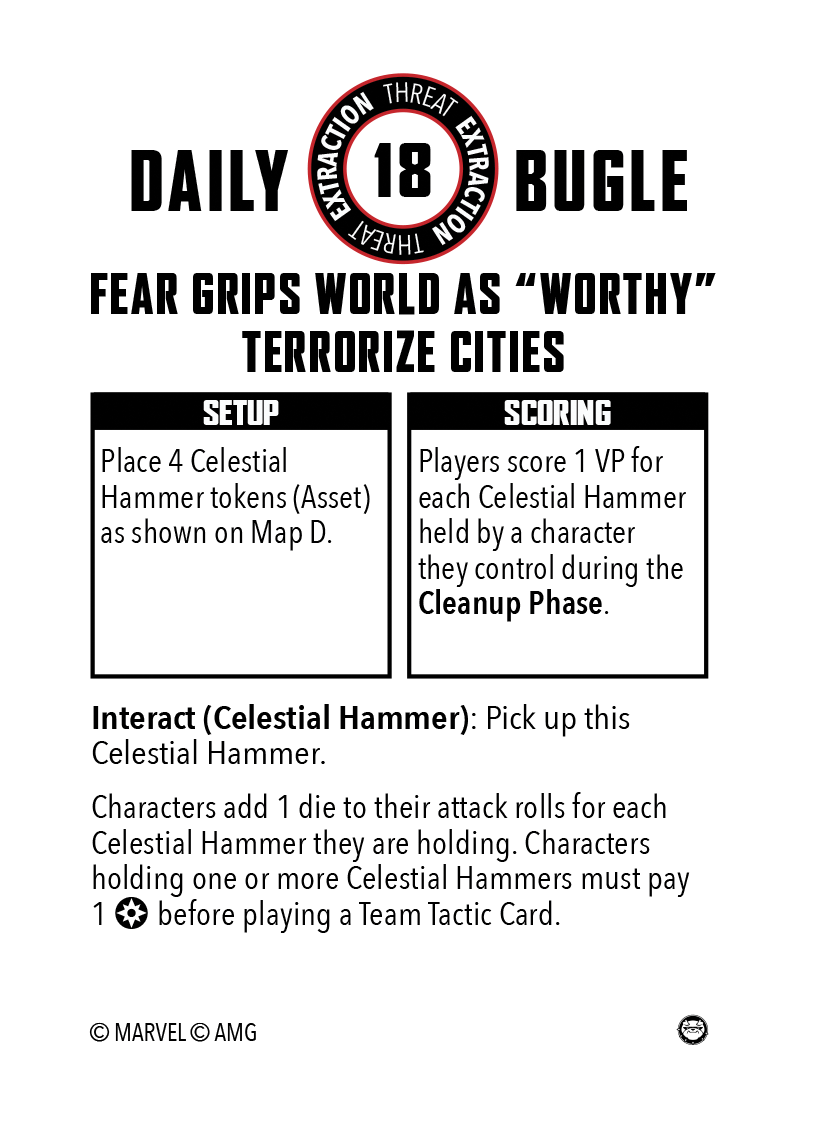 DAILY 18 BUGLE
THREAT EXTRACTION THREAT EXTRACTION
FEAR GRIPS WORLD AS “WORTHY”
TERRORIZE CITIES
SETUP
Place 4 Celestial
Hammer tokens (Asset)
as shown on Map D.
SCORING
Players score 1 VP for
each Celestial Hammer
held by a character
they control during the
Cleanup Phase.
Interact (Celestial Hammer): Pick up this
Celestial Hammer.
Characters add 1 die to their attack rolls for each
Celestial Hammer they are holding. Characters
holding one or more Celestial Hammers must pay
1 before playing a Team Tactic Card.
© MARVEL © AMG